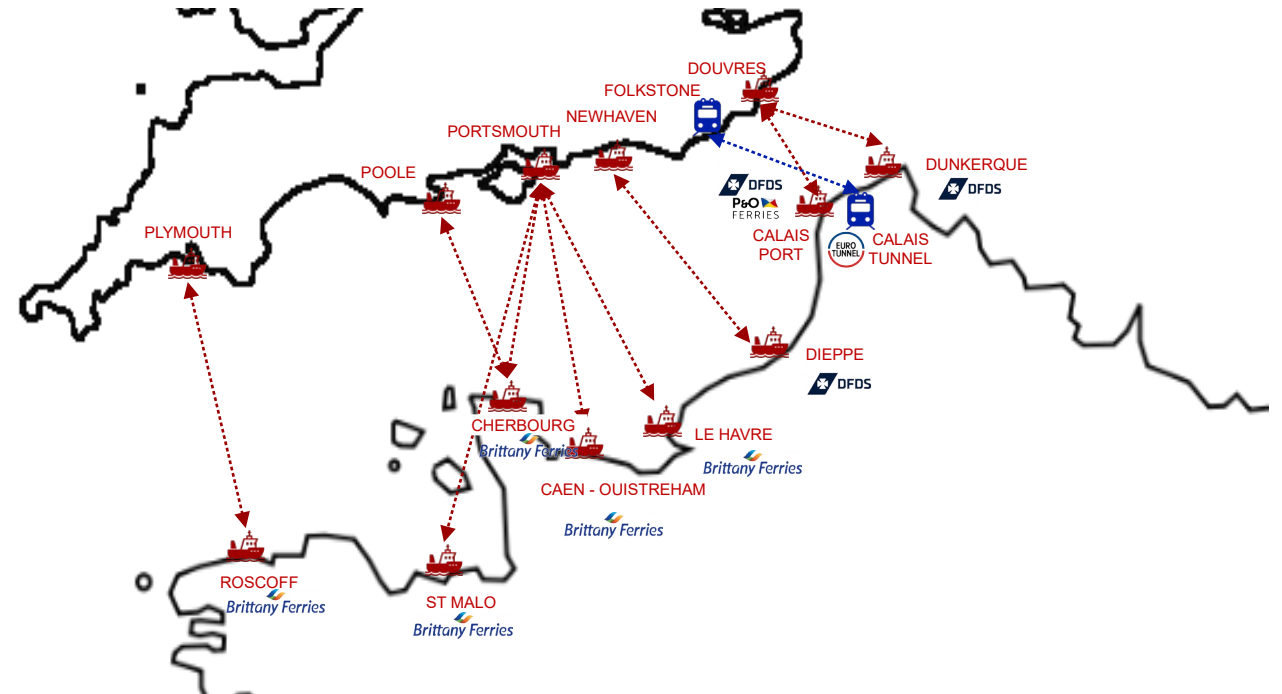 DOUVRES
FOLKSTONE
NEWHAVEN
PORTSMOUTH
POOLE
PLYMOUTH
DUNKERQUE
DFDS
DFDS
P&O
FERRIES
CALAIS
PORT
EURO
TUNNEL
CALAIS
TUNNEL
DIEPPE
DFDS
CHERBOURG
Brittany Ferries
LE HAVRE
Brittany Ferries
CAEN - OUISTREHAM
Brittany Ferries
ROSCOFF
Brittany Ferries
ST MALO
Brittany Ferries